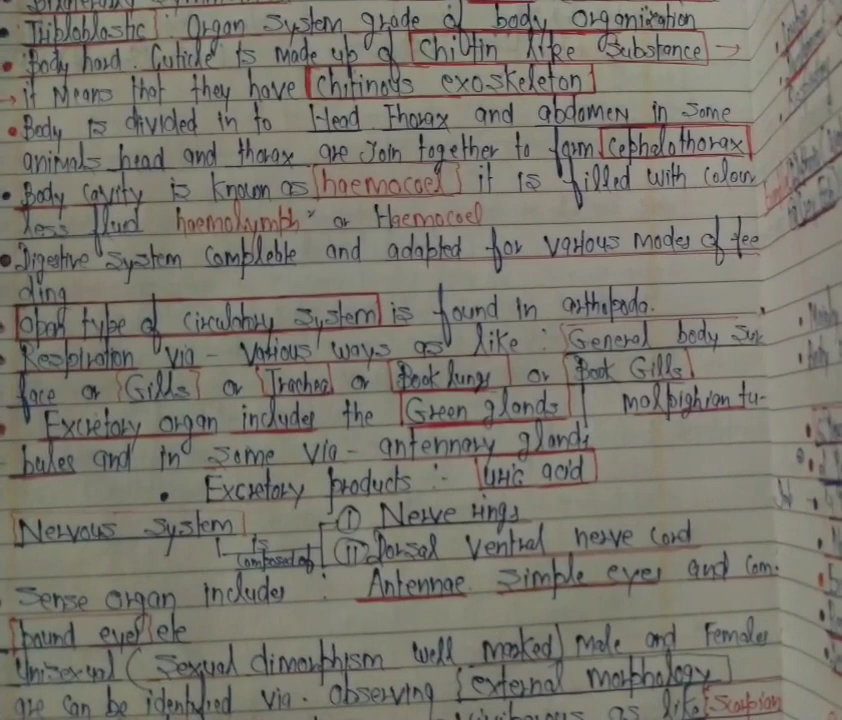 • Triploblastic : Organ System grade of body organization
• Body hard. Cuticle is made up of chitin like Substance →
→ it Means that they have chitinous exoskeleton
• Body is divided in to Head Thorax and abdomen in Some
animals head and thorax are Join together to form cephalothorax
• Body cavity is known as haemocoel it is filled with colour
less fluid haemolymph or Haemocoel
• Digestive System complete and adapted for various modes of fee
ding
Open type of circulatory System is found in arthopoda.
• Respiration via - various ways as like : General body Sur
face or Gills or Trachea or Book lungs or Book Gills
• Excretory organ includes the Green glands malpighian tu-
bules and in Some via - antennary glands
• Excretory products :- Uric acid
Nervous System is composed of
① Nerve rings
② Dorsal Ventral nerve cord
• Sense organ includes : Antennae. Simple eyes and com.
pound eyes etc
Unisexual (Sexual dimorphism well marked) Male and Females
are can be identified via. observing external morphology
as like Scorpian